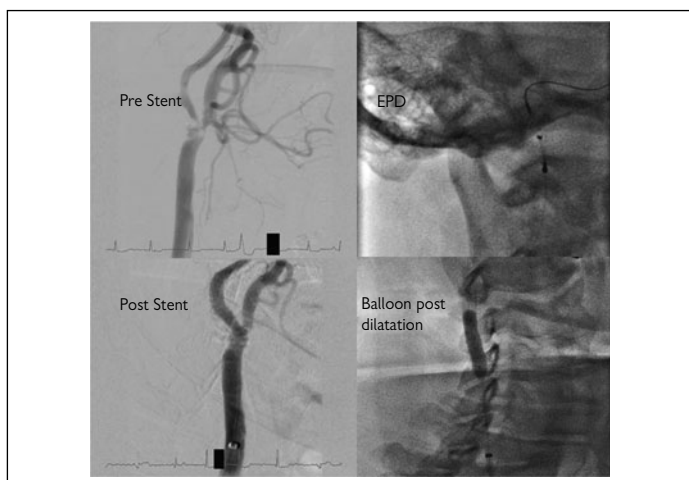 Pre Stent
EPD
Post Stent
Balloon post
dilatation